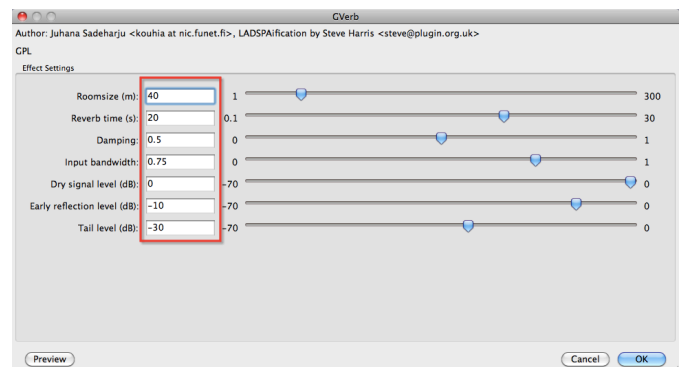 GVerb
Author: Juhana Sadeharju <kouhia at nic.funet.fi>, LADSPAification by Steve Harris <steve@plugin.org.uk>
GPL
Effect Settings
Roomsize (m): 40 1 300
Reverb time (s): 20 0.1 30
Damping: 0.5 0 1
Input bandwidth: 0.75 0 1
Dry signal level (dB): 0 -70 0
Early reflection level (dB): -10 -70 0
Tail level (dB): -30 -70 0
Preview Cancel OK